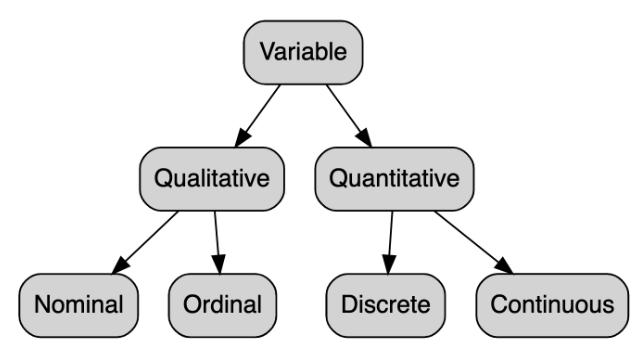 Variable
Qualitative
Quantitative
Nominal
Ordinal
Discrete
Continuous